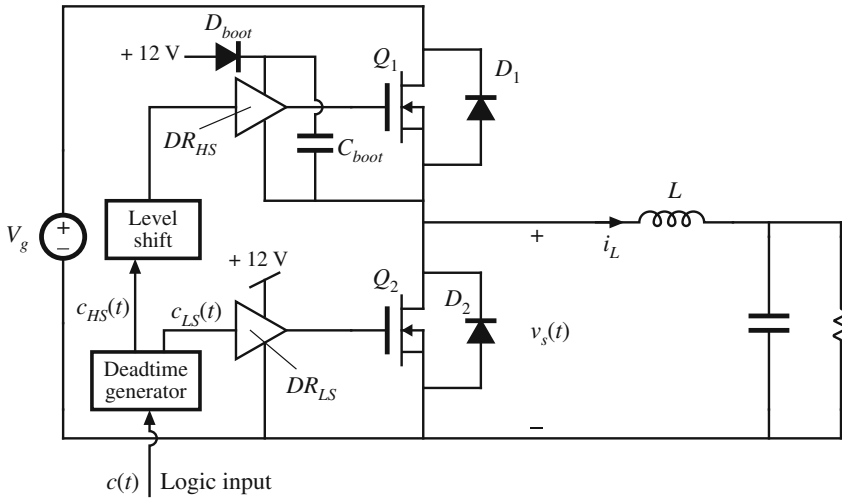 D_boot
+ 12 V
Q_1
D_1
DR_HS
C_boot
V_g
+
–
Level
shift
L
+
i_L
+ 12 V
Q_2
c_HS(t)
c_LS(t)
D_2
v_s(t)
Deadtime
generator
DR_LS
–
c(t) Logic input